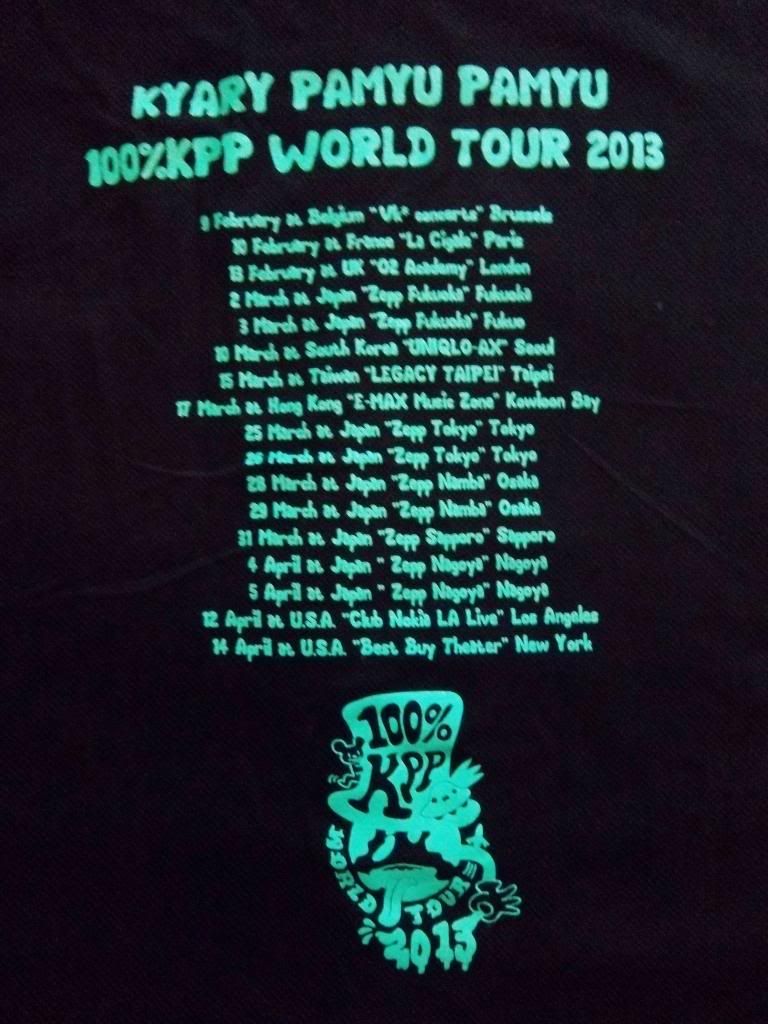 KYARY PAMYU PAMYU
100%KPP WORLD TOUR 2013
9 February at Belgium "VK* concerts" Brussels
10 February at France "La Cigale" Paris
13 February at UK "O2 Academy" London
2 March at Japan "Zepp Fukuoka" Fukuoka
3 March at Japan "Zepp Fukuoka" Fukuo
10 March at South Korea "UNIQLO-AX" Seoul
15 March at Taiwan "LEGACY TAIPEI" Taipei
17 March at Hong Kong "E-MAX Music Zone" Kowloon Bay
25 March at Japan "Zepp Tokyo" Tokyo
26 March at Japan "Zepp Tokyo" Tokyo
28 March at Japan "Zepp Namba" Osaka
29 March at Japan "Zepp Namba" Osaka
31 March at Japan "Zepp Sapporo" Sapporo
4 April at Japan " Zepp Nagoya" Nagoya
5 April at Japan " Zepp Nagoya" Nagoya
12 April at U.S.A. "Club Nokia LA Live" Los Angeles
14 April at U.S.A. "Best Buy Theater" New York
100%
KPP
WORLD TOUR
2013